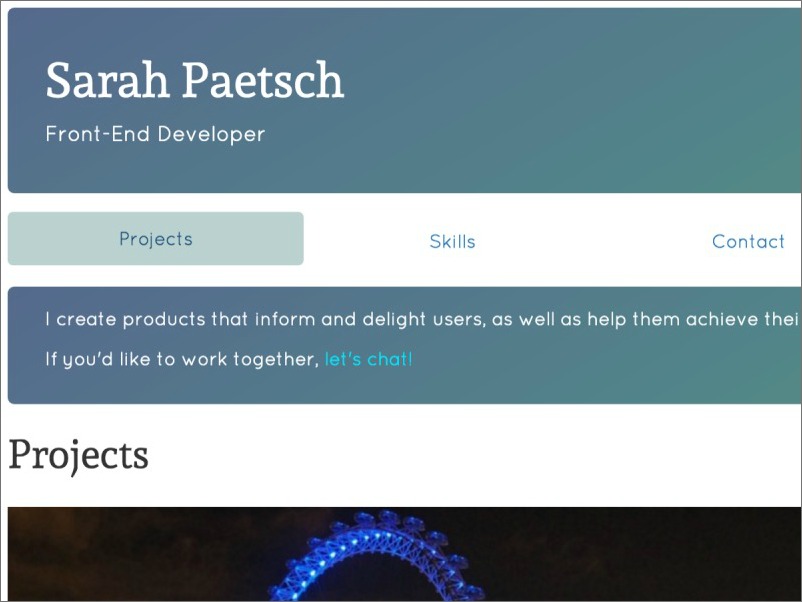 Sarah Paetsch
Front-End Developer
Projects
Skills
Contact
I create products that inform and delight users, as well as help them achieve thei
If you'd like to work together, let's chat!
Projects